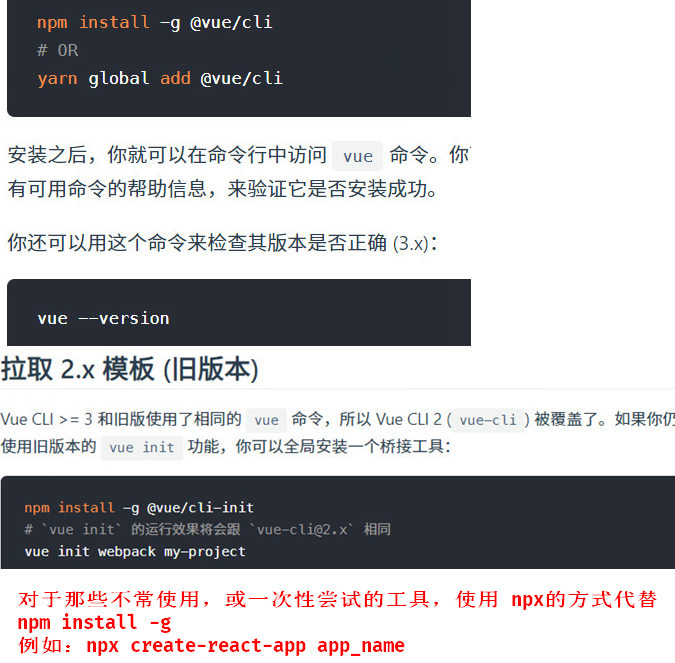 npm install -g @vue/cli
# OR
yarn global add @vue/cli
安装之后，你就可以在命令行中访问 vue 命令。你
有可用命令的帮助信息，来验证它是否安装成功。
你还可以用这个命令来检查其版本是否正确 (3.x)：
vue --version
拉取 2.x 模板 (旧版本)
Vue CLI >= 3 和旧版使用了相同的 vue 命令，所以 Vue CLI 2 ( vue-cli ) 被覆盖了。如果你仍
使用旧版本的 vue init 功能，你可以全局安装一个桥接工具：
npm install -g @vue/cli-init
# `vue init` 的运行效果将会跟 `vue-cli@2.x` 相同
vue init webpack my-project
对于那些不常使用，或一次性尝试的工具，使用 npx的方式代替
npm install -g
例如：npx create-react-app app_name